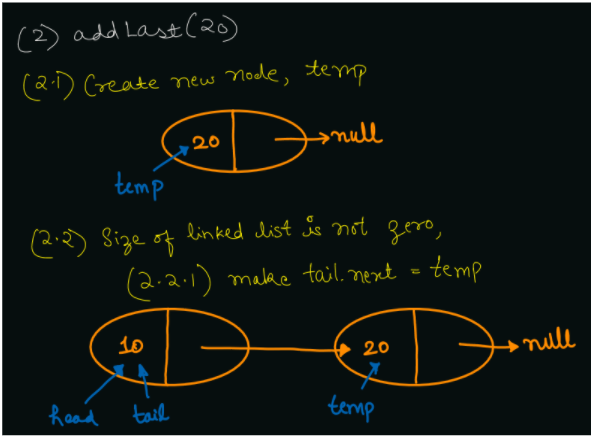 (2) addLast(20)
(2.1) Create new node, temp
20 null
temp
(2.2) Size of linked list is not zero,
(2.2.1) make tail.next = temp
10 20 null
head tail temp